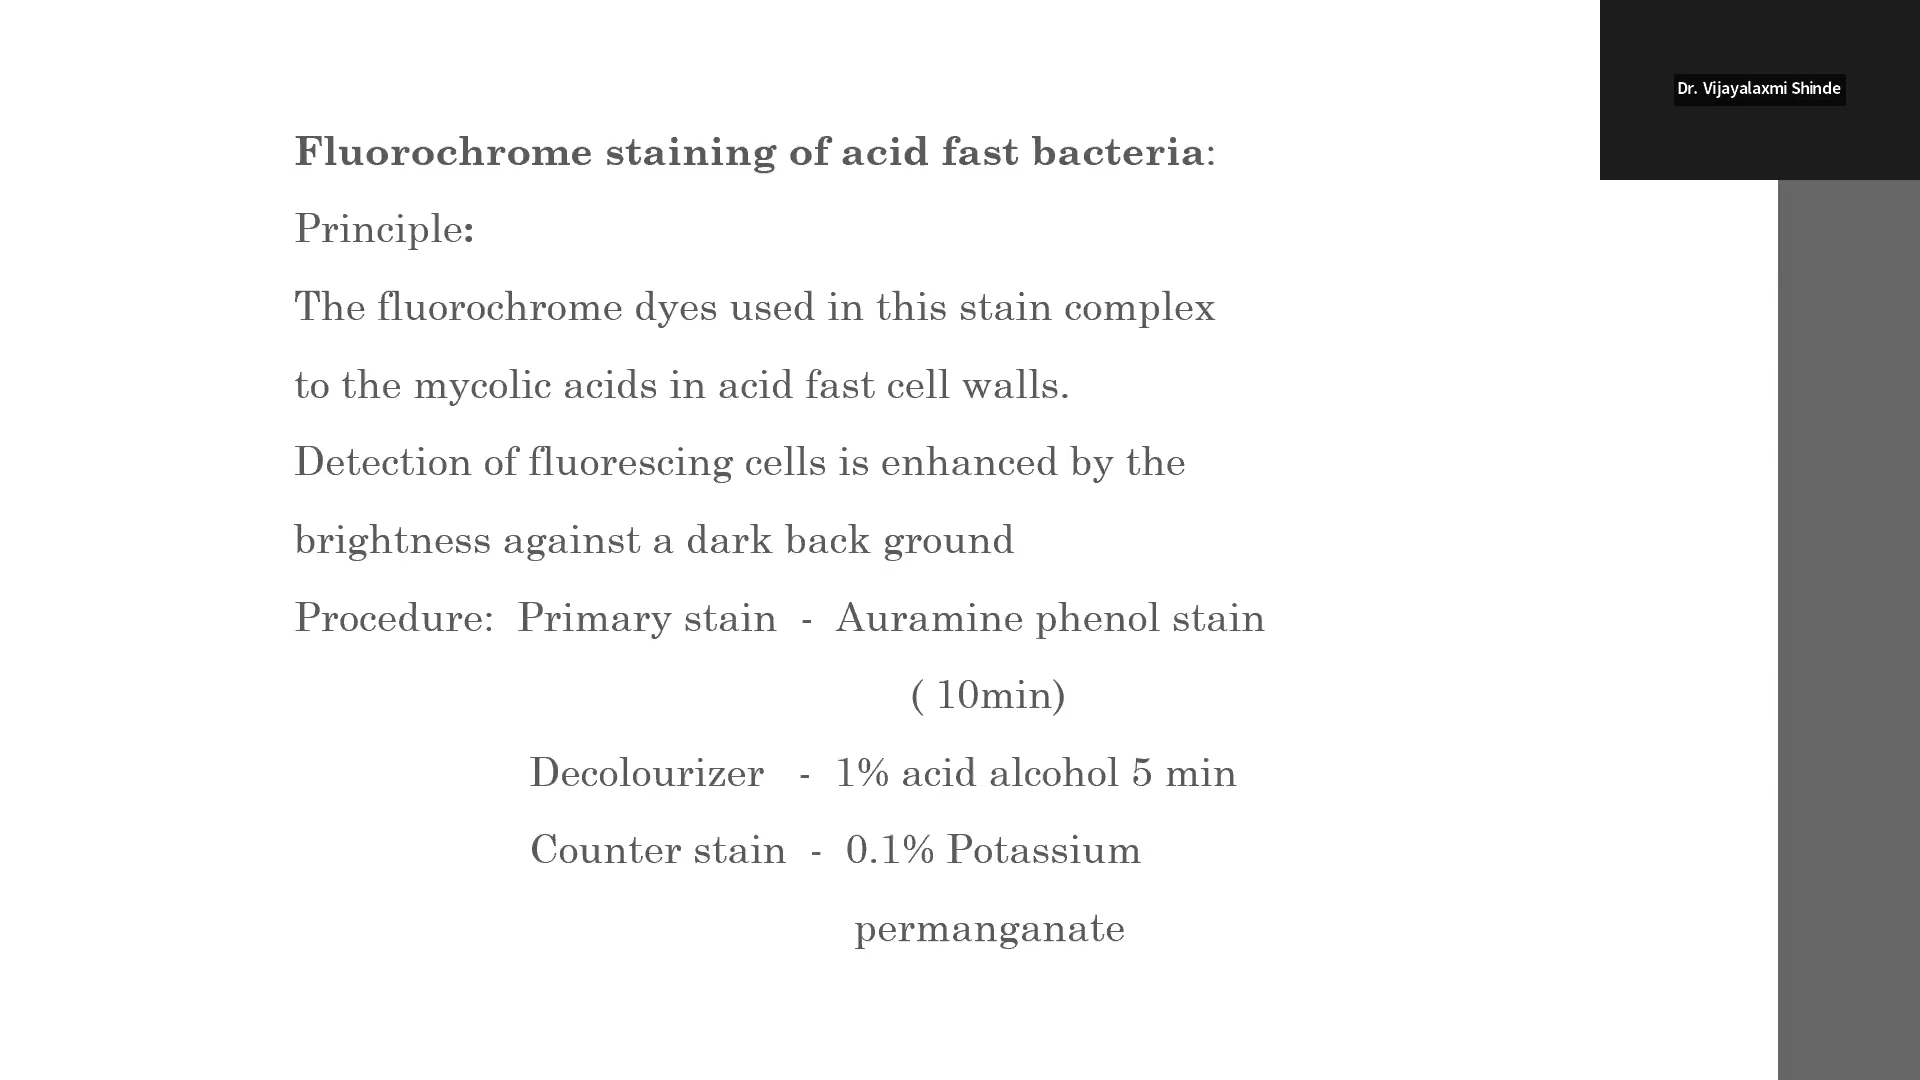 Dr. Vijayalaxmi Shinde
Fluorochrome staining of acid fast bacteria:
Principle:
The fluorochrome dyes used in this stain complex
to the mycolic acids in acid fast cell walls.
Detection of fluorescing cells is enhanced by the
brightness against a dark back ground
Procedure: Primary stain - Auramine phenol stain
( 10min)
Decolourizer - 1% acid alcohol 5 min
Counter stain - 0.1% Potassium
permanganate